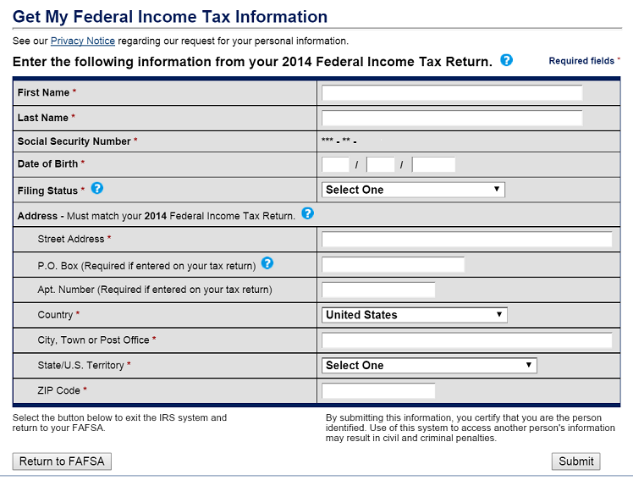 Get My Federal Income Tax Information
See our Privacy Notice regarding our request for your personal information.
Enter the following information from your 2014 Federal Income Tax Return. ? Required fields *
First Name *
Last Name *
Social Security Number * *** - ** -
Date of Birth * / /
Filing Status * ? Select One
Address - Must match your 2014 Federal Income Tax Return. ?
Street Address *
P.O. Box (Required if entered on your tax return) ?
Apt. Number (Required if entered on your tax return)
Country * United States
City, Town or Post Office *
State/U.S. Territory * Select One
ZIP Code *
Select the button below to exit the IRS system and
return to your FAFSA.
By submitting this information, you certify that you are the person
identified. Use of this system to access another person's information
may result in civil and criminal penalties.
Return to FAFSA Submit